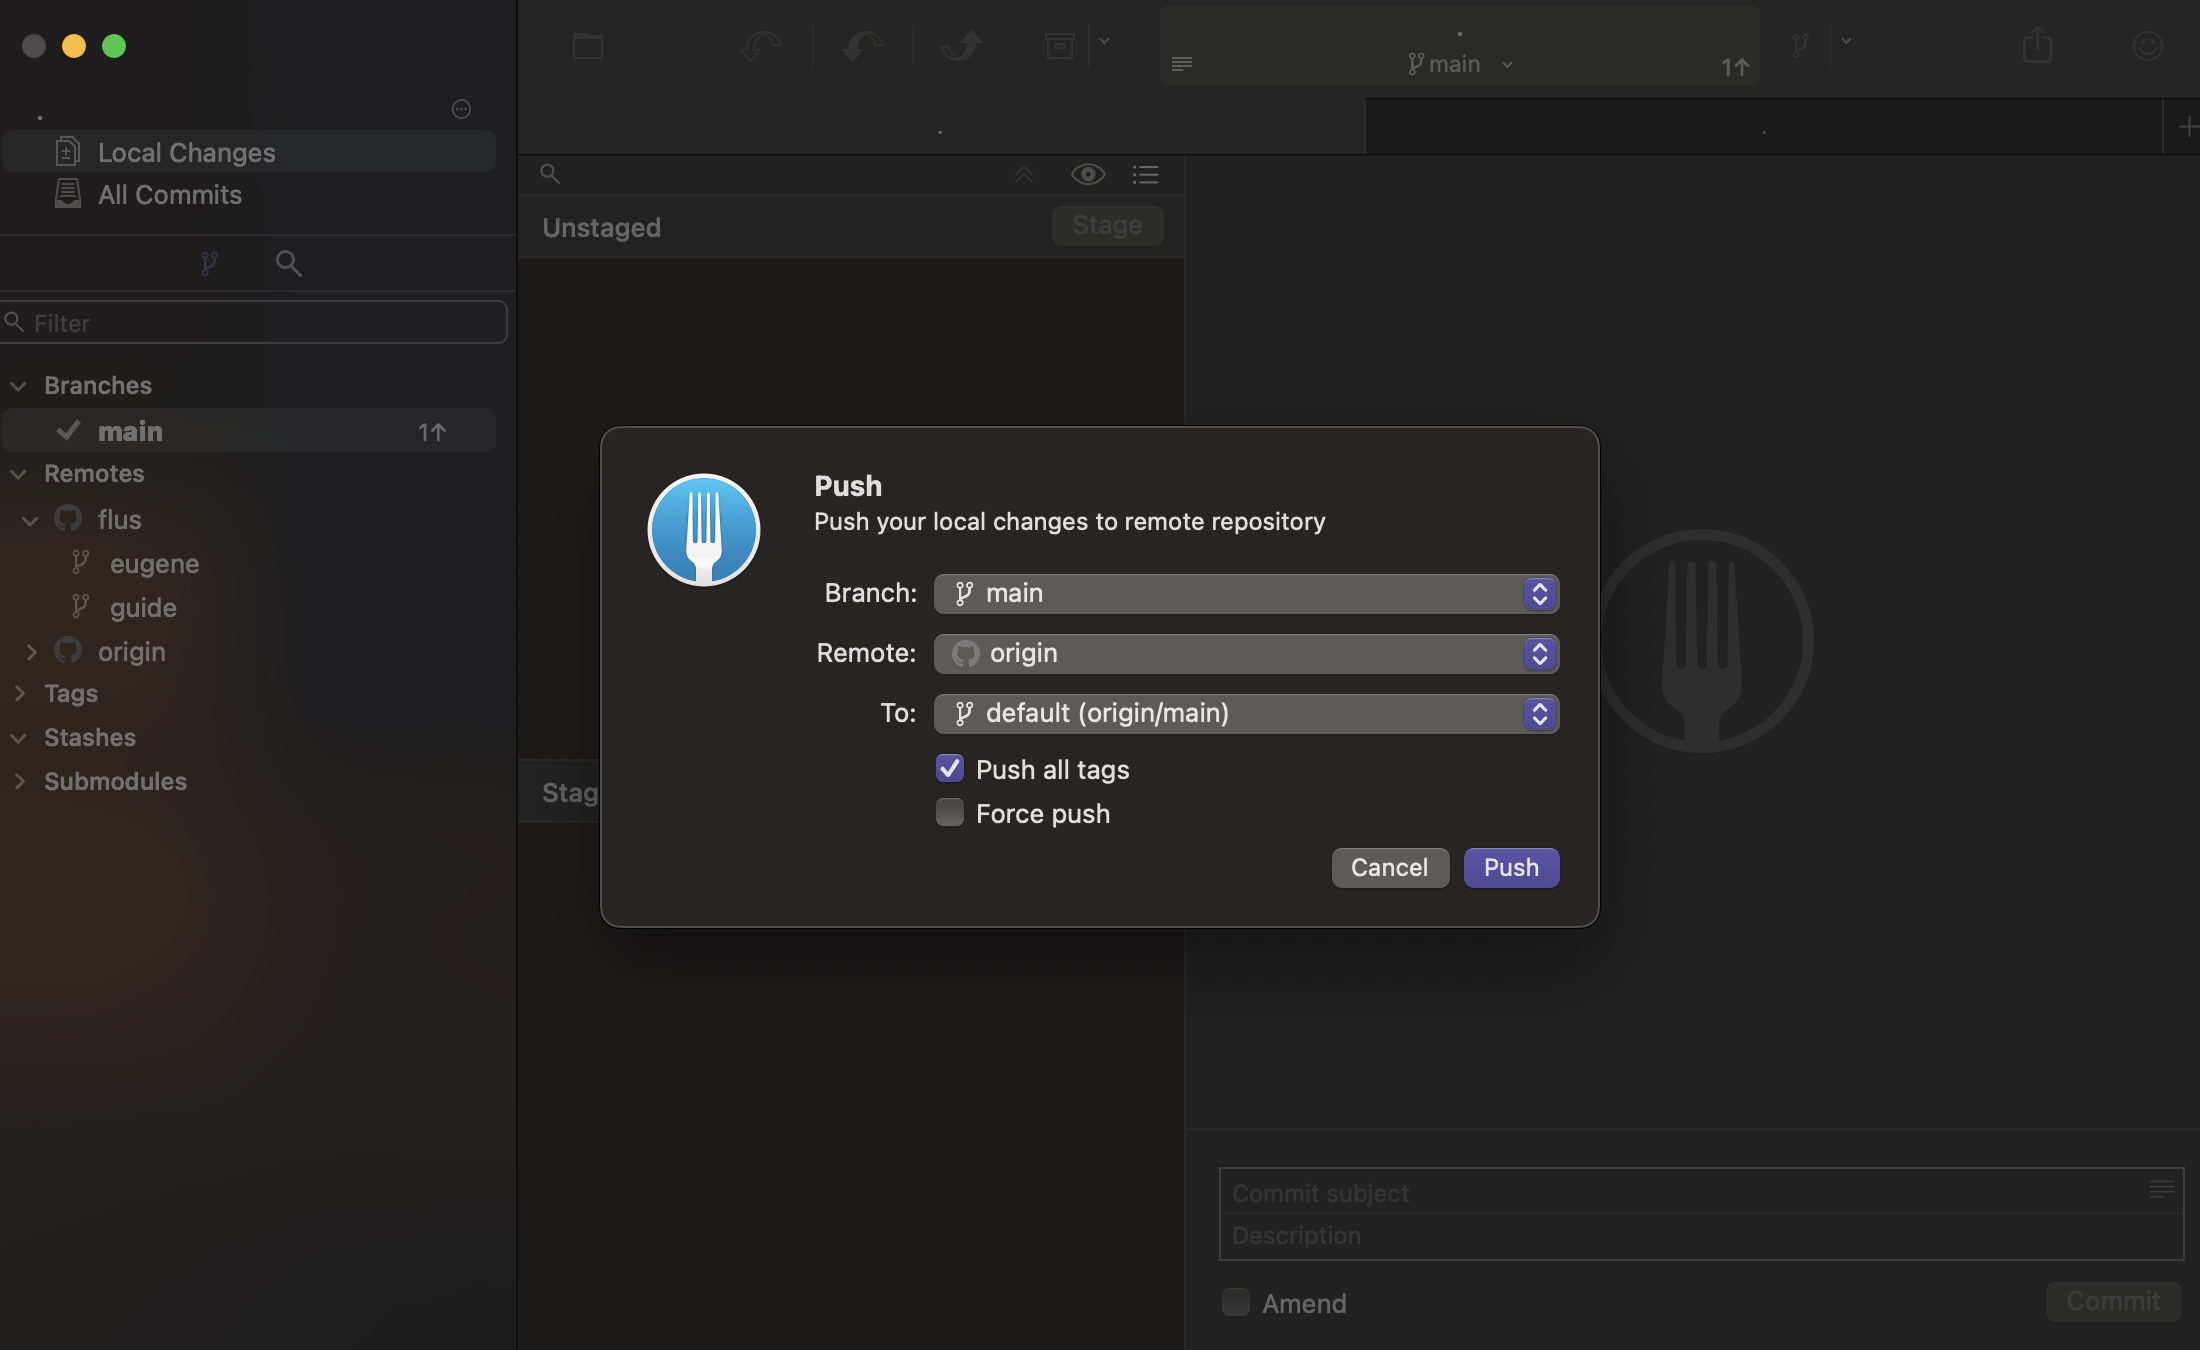 main
1↑
Local Changes
All Commits
Filter
Branches
main
1↑
Remotes
flus
eugene
guide
origin
Tags
Stashes
Submodules
Unstaged
Stage
Stag
Push
Push your local changes to remote repository
Branch:
main
Remote:
origin
To:
default (origin/main)
Push all tags
Force push
Cancel
Push
Commit subject
Description
Amend
Commit